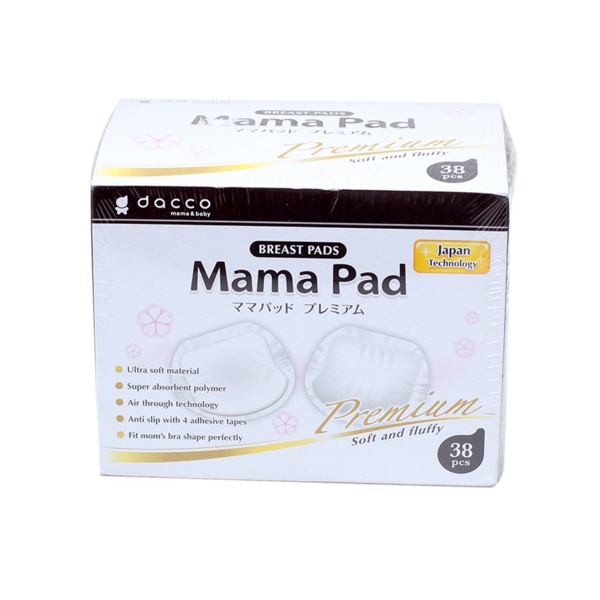 BREAST PADS
Mama Pad
ママパッド プレミアム
Premium
Soft and fluffy
38
pcs
dacco
mama & baby
BREAST PADS
Mama Pad
ママパッド プレミアム
Japan
Technology
Ultra soft material
Super absorbent polymer
Air through technology
Anti slip with 4 adhesive tapes
Fit mom's bra shape perfectly
Premium
Soft and fluffy
38
pcs